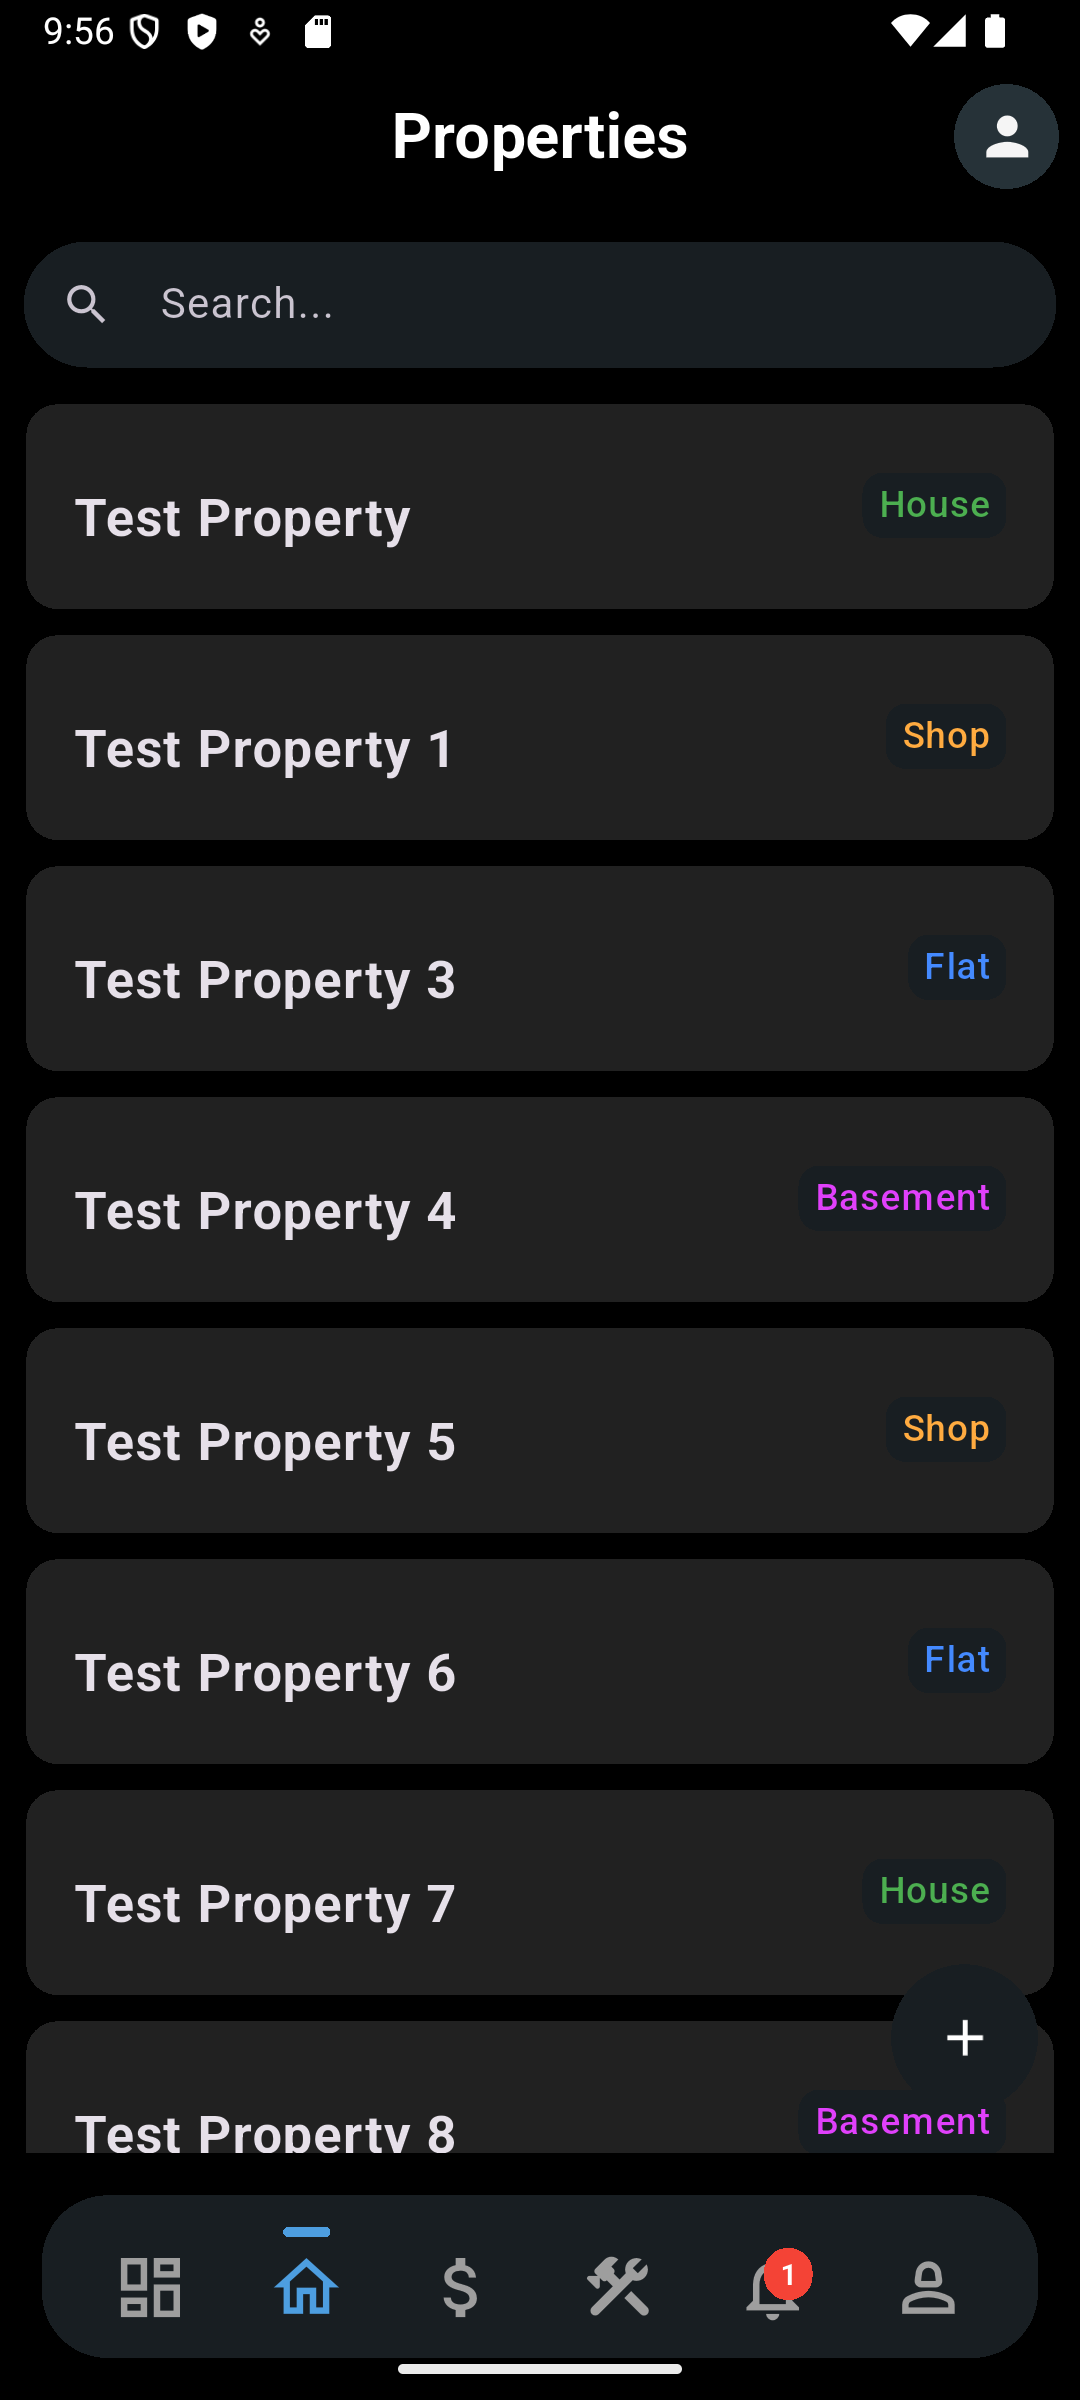 9:56
Properties
Search...
Test Property
House
Test Property 1
Shop
Test Property 3
Flat
Test Property 4
Basement
Test Property 5
Shop
Test Property 6
Flat
Test Property 7
House
Test Property 8
Basement
1